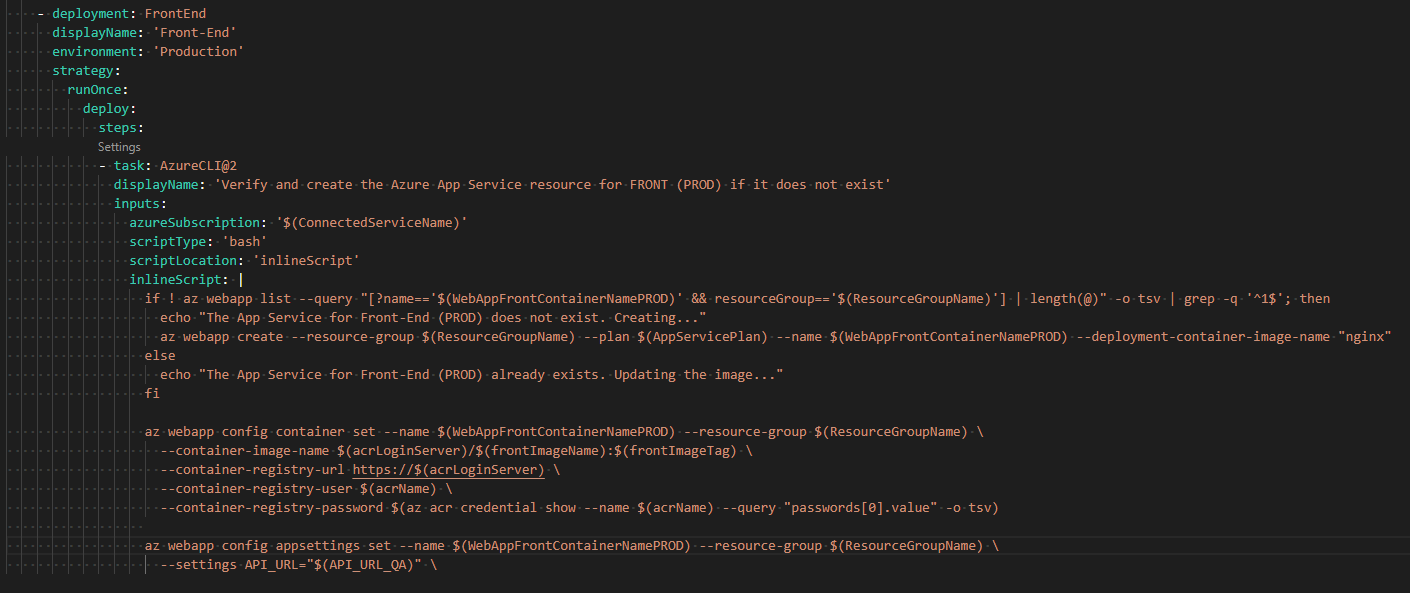 - deployment: FrontEnd
displayName: 'Front-End'
environment: 'Production'
strategy:
runOnce:
deploy:
steps:
Settings
- task: AzureCLI@2
displayName: 'Verify and create the Azure App Service resource for FRONT (PROD) if it does not exist'
inputs:
azureSubscription: '$(ConnectedServiceName)'
scriptType: 'bash'
scriptLocation: 'inlineScript'
inlineScript: |
if ! az webapp list --query "[?name=='$(WebAppFrontContainerNamePROD)' && resourceGroup=='$(ResourceGroupName)'] | length(@)" -o tsv | grep -q '^1$'; then
echo "The App Service for Front-End (PROD) does not exist. Creating..."
az webapp create --resource-group $(ResourceGroupName) --plan $(AppServicePlan) --name $(WebAppFrontContainerNamePROD) --deployment-container-image-name "nginx"
else
echo "The App Service for Front-End (PROD) already exists. Updating the image..."
fi
az webapp config container set --name $(WebAppFrontContainerNamePROD) --resource-group $(ResourceGroupName) \
--container-image-name $(acrLoginServer)/$(frontImageName):$(frontImageTag) \
--container-registry-url https://$(acrLoginServer) \
--container-registry-user $(acrName) \
--container-registry-password $(az acr credential show --name $(acrName) --query "passwords[0].value" -o tsv)
az webapp config appsettings set --name $(WebAppFrontContainerNamePROD) --resource-group $(ResourceGroupName) \
--settings API_URL="$(API_URL_QA)" \